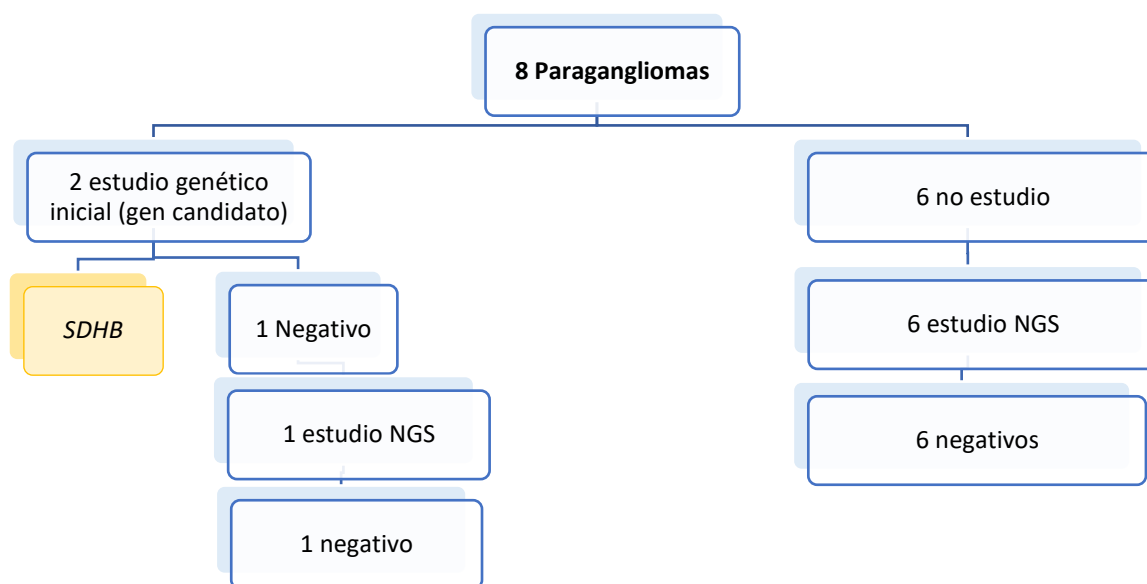 8 Paragangliomas
2 estudio genético
inicial (gen candidato)
6 no estudio
SDHB
1 Negativo
6 estudio NGS
1 estudio NGS
6 negativos
1 negativo